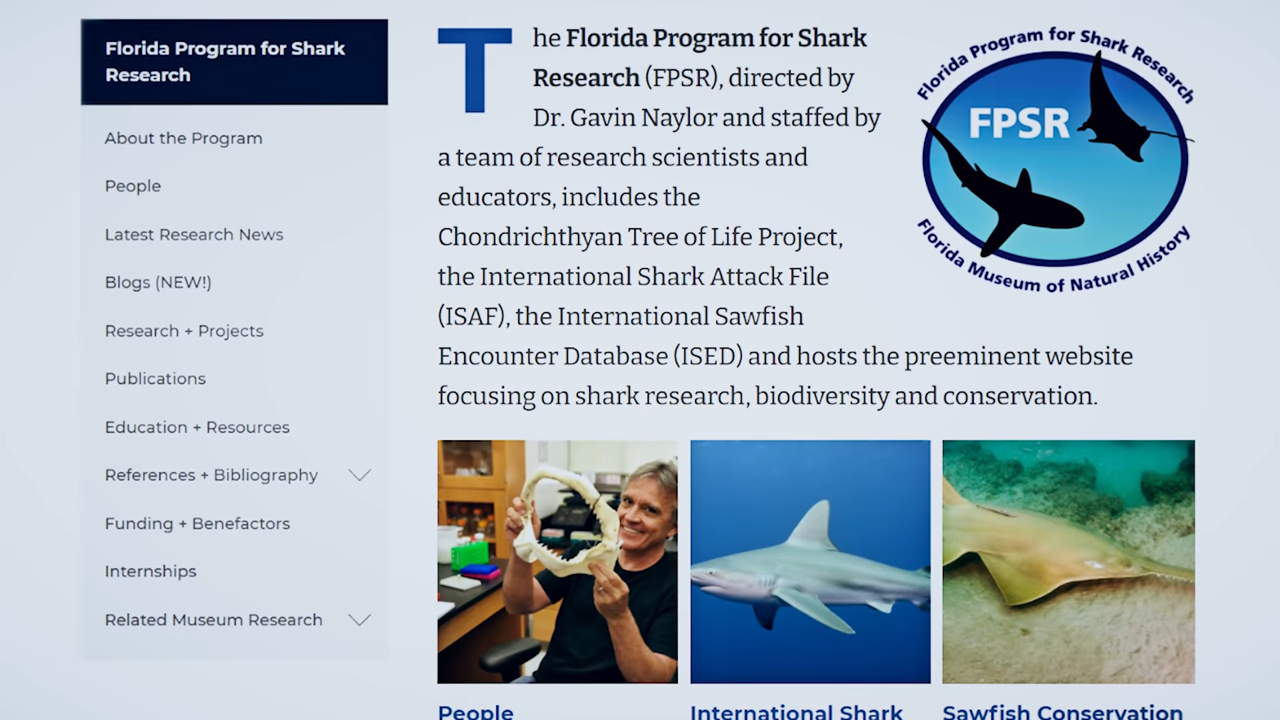 Florida Program for Shark
Research
About the Program
People
Latest Research News
Blogs (NEW!)
Research + Projects
Publications
Education + Resources
References + Bibliography
Funding + Benefactors
Internships
Related Museum Research
The Florida Program for Shark
Research (FPSR), directed by
Dr. Gavin Naylor and staffed by
a team of research scientists and
educators, includes the
Chondrichthyan Tree of Life Project,
the International Shark Attack File
(ISAF), the International Sawfish
Encounter Database (ISED) and hosts the preeminent website
focusing on shark research, biodiversity and conservation.
Florida Program for Shark Research
FPSR
Florida Museum of Natural History
People
International Shark
Sawfish Conservation